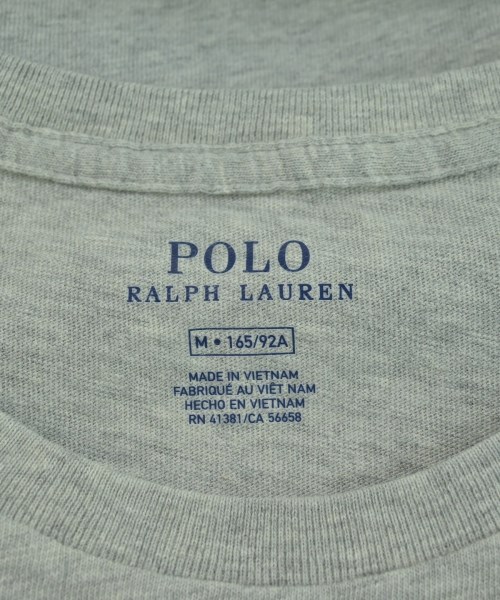 POLO
RALPH LAUREN
M • 165/92A
MADE IN VIETNAM
FABRIQUÉ AU VIÊT NAM
HECHO EN VIETNAM
RN 41381/CA 56658